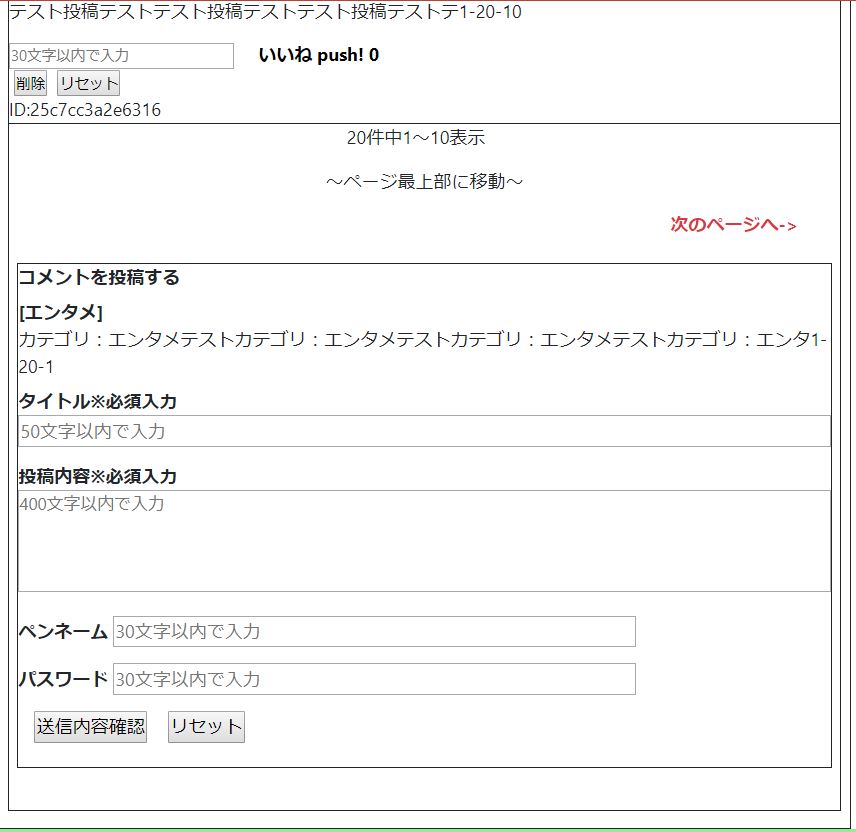 テスト投稿テストテスト投稿テストテスト投稿テストテ1-20-10
30文字以内で入力 いいね push! 0
削除 リセット
ID:25c7cc3a2e6316
20件中1～10表示
～ページ最上部に移動～
次のページへ->
コメントを投稿する
[エンタメ]
カテゴリ：エンタメテストカテゴリ：エンタメテストカテゴリ：エンタメテストカテゴリ：エンタ1-
20-1
タイトル※必須入力
50文字以内で入力
投稿内容※必須入力
400文字以内で入力
ペンネーム 30文字以内で入力
パスワード 30文字以内で入力
送信内容確認 リセット